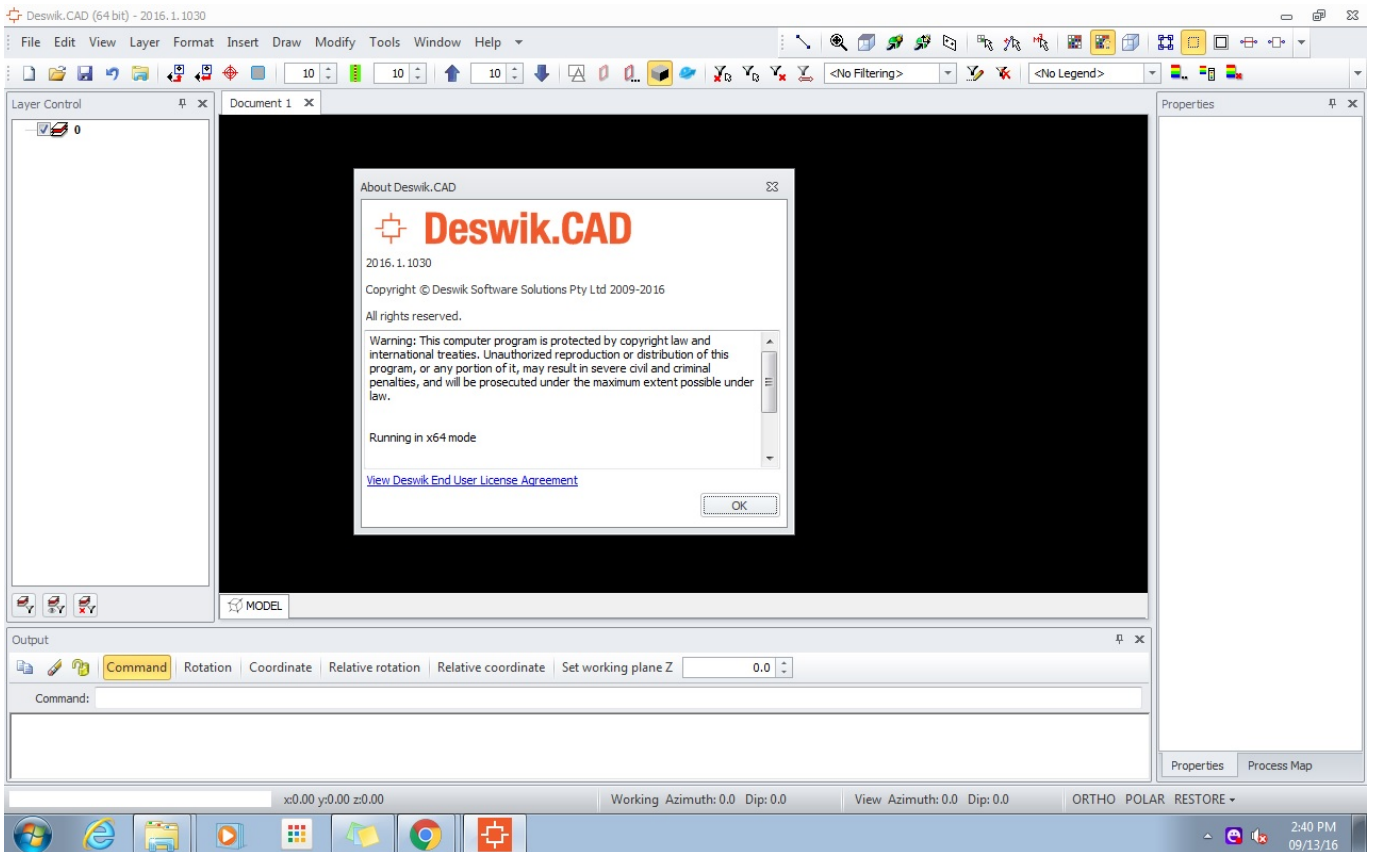 Deswik.CAD (64 bit) - 2016.1.1030
File Edit View Layer Format Insert Draw Modify Tools Window Help
10 10 10 <No Filtering> <No Legend>
Layer Control
Document 1
Properties
0
About Deswik.CAD
Deswik.CAD
2016.1.1030
Copyright © Deswik Software Solutions Pty Ltd 2009-2016
All rights reserved.
Warning: This computer program is protected by copyright law and
international treaties. Unauthorized reproduction or distribution of this
program, or any portion of it, may result in severe civil and criminal
penalties, and will be prosecuted under the maximum extent possible under
law.
Running in x64 mode
View Deswik End User License Agreement
OK
MODEL
Output
Command Rotation Coordinate Relative rotation Relative coordinate Set working plane Z 0.0
Command:
Properties Process Map
x:0.00 y:0.00 z:0.00 Working Azimuth: 0.0 Dip: 0.0 View Azimuth: 0.0 Dip: 0.0 ORTHO POLAR RESTORE
2:40 PM
09/13/16